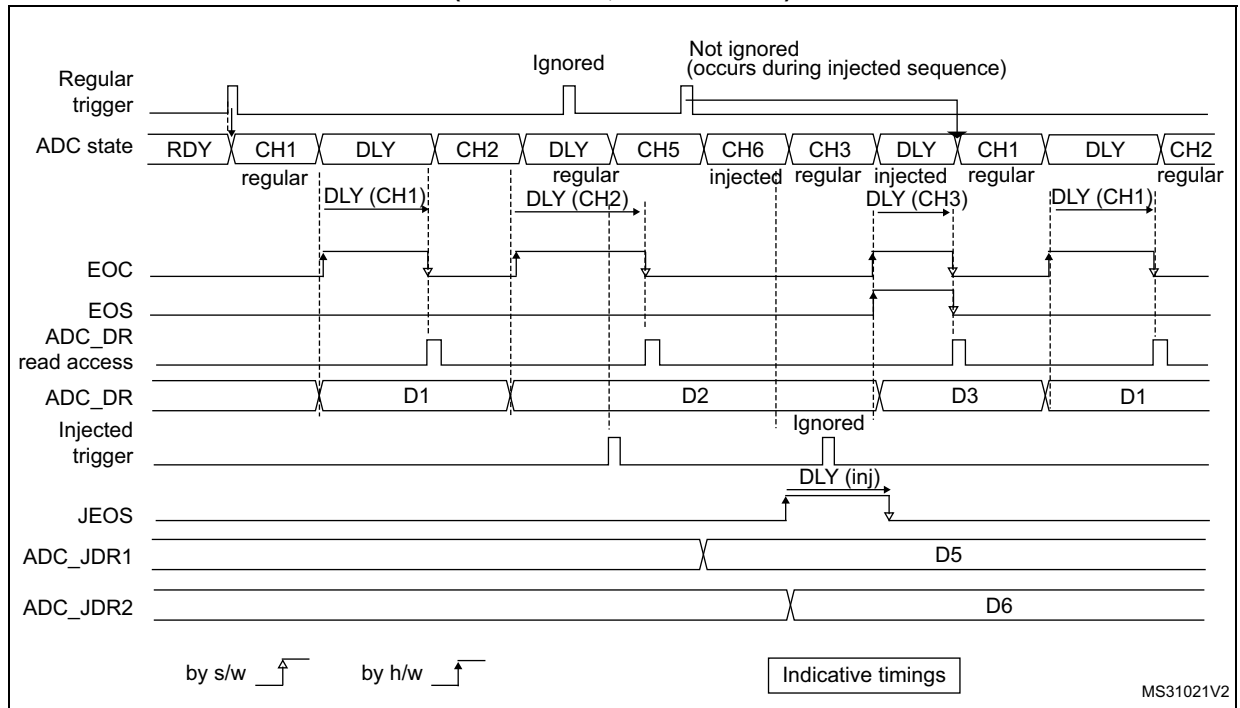 Regular
trigger
Ignored
Not ignored
(occurs during injected sequence)
ADC state RDY CH1 DLY CH2 DLY CH5 CH6 CH3 DLY CH1 DLY CH2
regular regular injected regular injected regular regular
DLY (CH1) DLY (CH2) DLY (CH3) DLY (CH1)
EOC
EOS
ADC_DR
read access
ADC_DR D1 D2 D3 D1
Injected
trigger
Ignored
DLY (inj)
JEOS
ADC_JDR1 D5
ADC_JDR2 D6
by s/w by h/w Indicative timings
MS31021V2